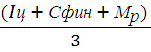 (Iц + Сфин + Мр)
3